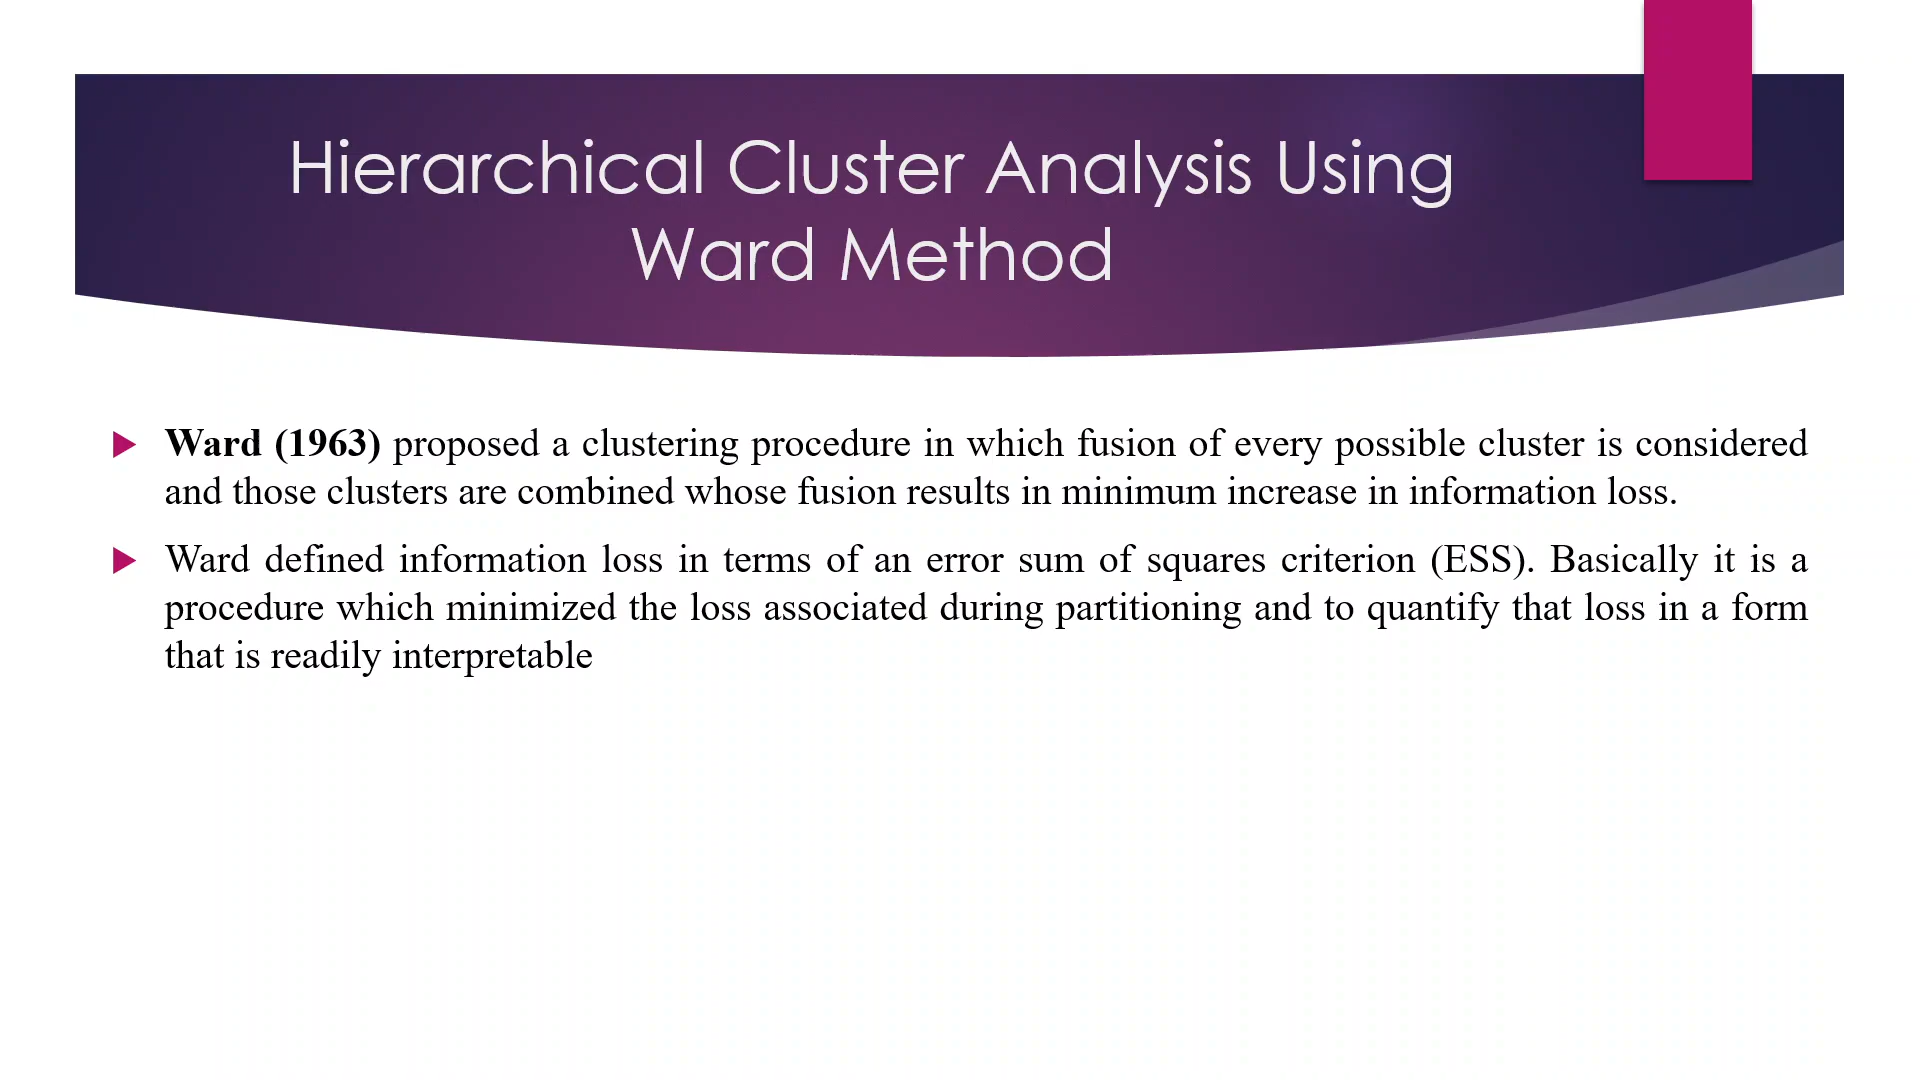 Hierarchical Cluster Analysis Using
Ward Method
Ward (1963) proposed a clustering procedure in which fusion of every possible cluster is considered
and those clusters are combined whose fusion results in minimum increase in information loss.
Ward defined information loss in terms of an error sum of squares criterion (ESS). Basically it is a
procedure which minimized the loss associated during partitioning and to quantify that loss in a form
that is readily interpretable